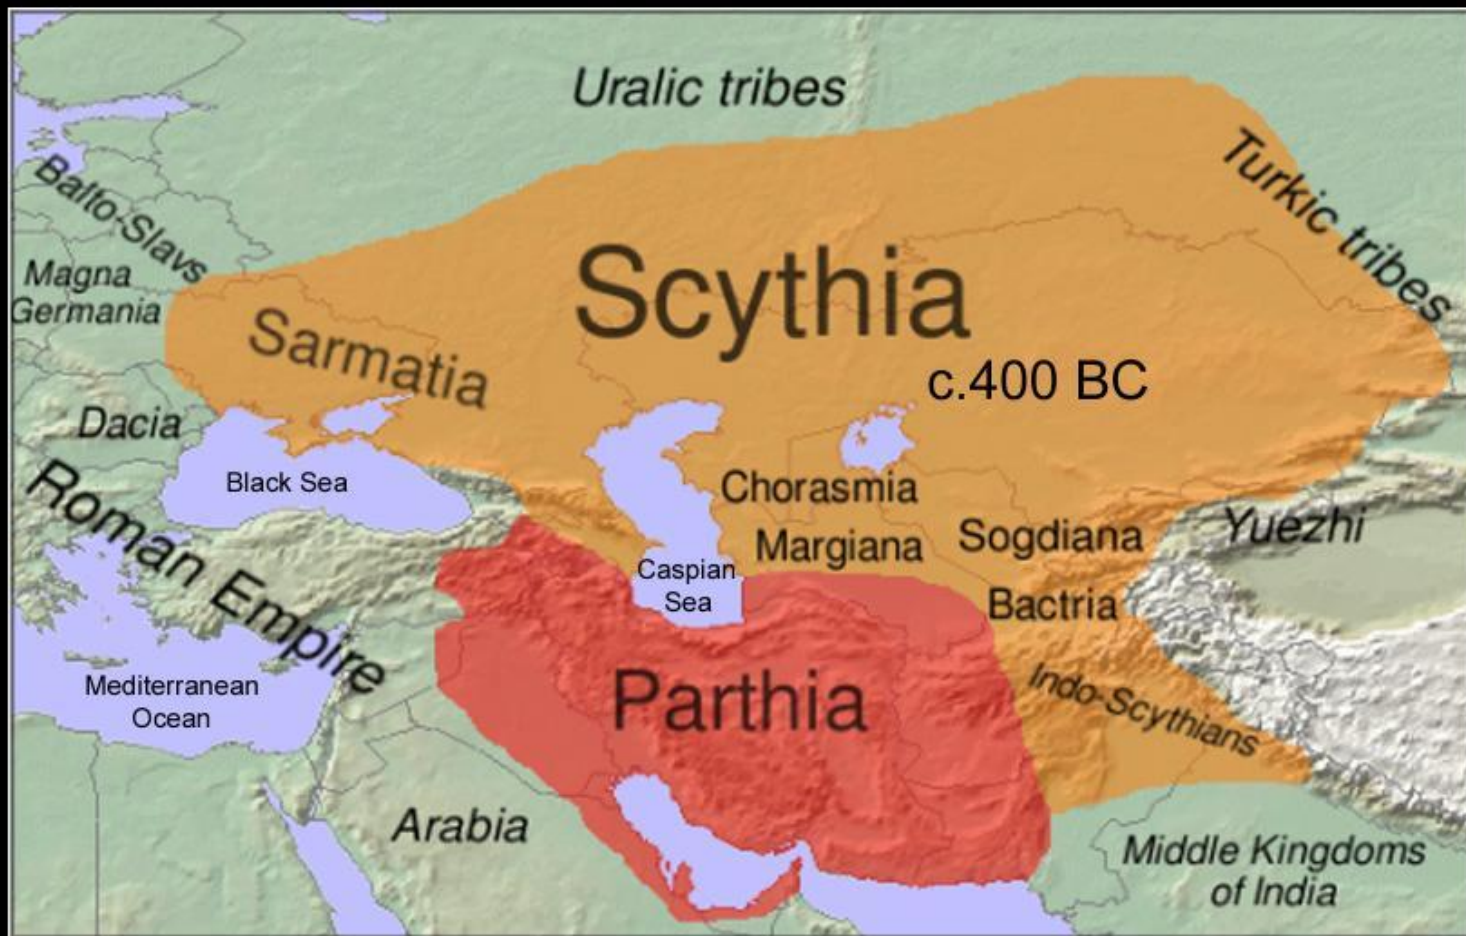 Uralic tribes
Turkic tribes
Balto-Slavs
Magna
Germania
Scythia
c.400 BC
Sarmatia
Dacia
Black Sea
Roman Empire
Chorasmia
Margiana
Sogdiana
Yuezhi
Caspian
Sea
Bactria
Mediterranean
Ocean
Parthia
Indo-Scythians
Arabia
Middle Kingdoms
of India